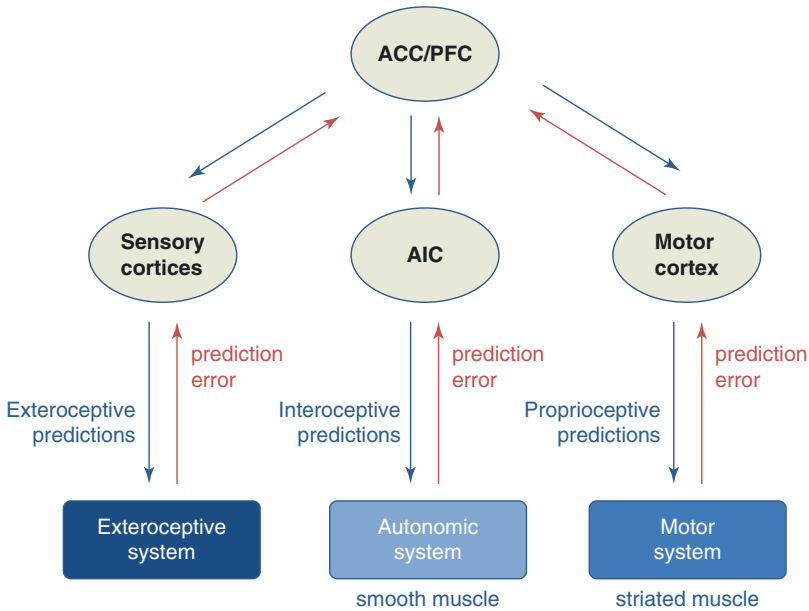 ACC/PFC
Sensory
cortices
AIC
Motor
cortex
prediction
error
Exteroceptive
predictions
prediction
error
Interoceptive
predictions
prediction
error
Proprioceptive
predictions
Exteroceptive
system
Autonomic
system
Motor
system
smooth muscle
striated muscle